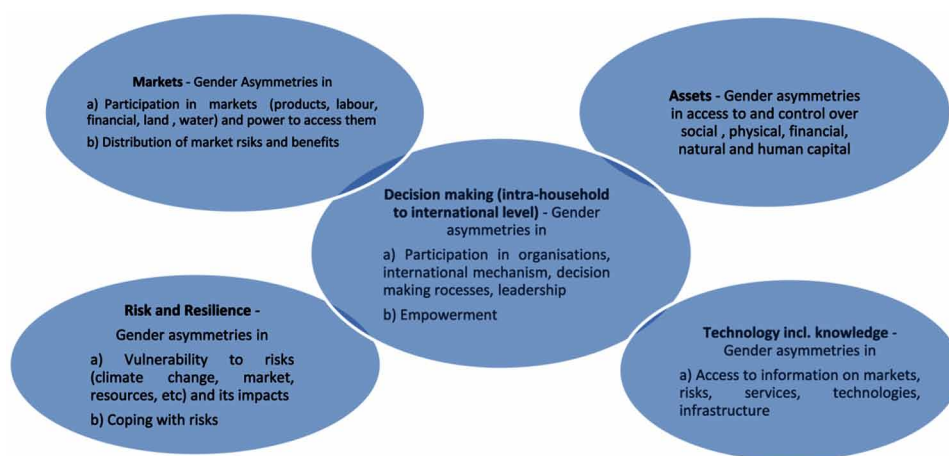 Markets - Gender Asymmetries in
a) Participation in markets (products, labour,
financial, land , water) and power to access them
b) Distribution of market rsiks and benefits
Assets - Gender asymmetries
in access to and control over
social , physical, financial,
natural and human capital
Decision making (intra-household
to international level) - Gender
asymmetries in
a) Participation in organisations,
international mechanism, decision
making rocesses, leadership
b) Empowerment
Risk and Resilience -
Gender asymmetries in
a) Vulnerability to risks
(climate change, market,
resources, etc) and its impacts
b) Coping with risks
Technology incl. knowledge -
Gender asymmetries in
a) Access to information on markets,
risks, services, technologies,
infrastructure